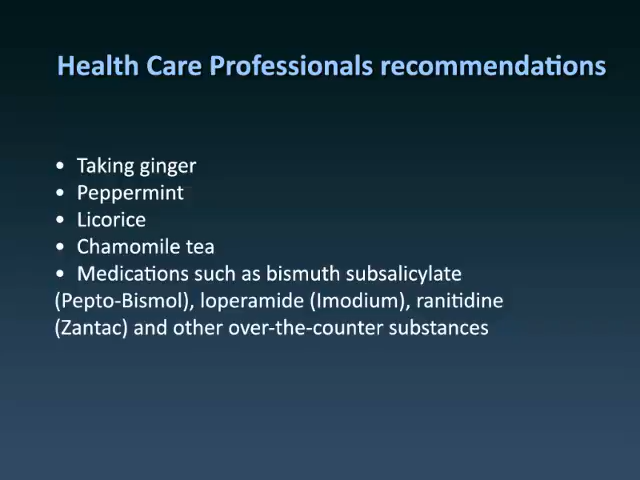 Health Care Professionals recommendations
• Taking ginger
• Peppermint
• Licorice
• Chamomile tea
• Medications such as bismuth subsalicylate
(Pepto-Bismol), loperamide (Imodium), ranitidine
(Zantac) and other over-the-counter substances